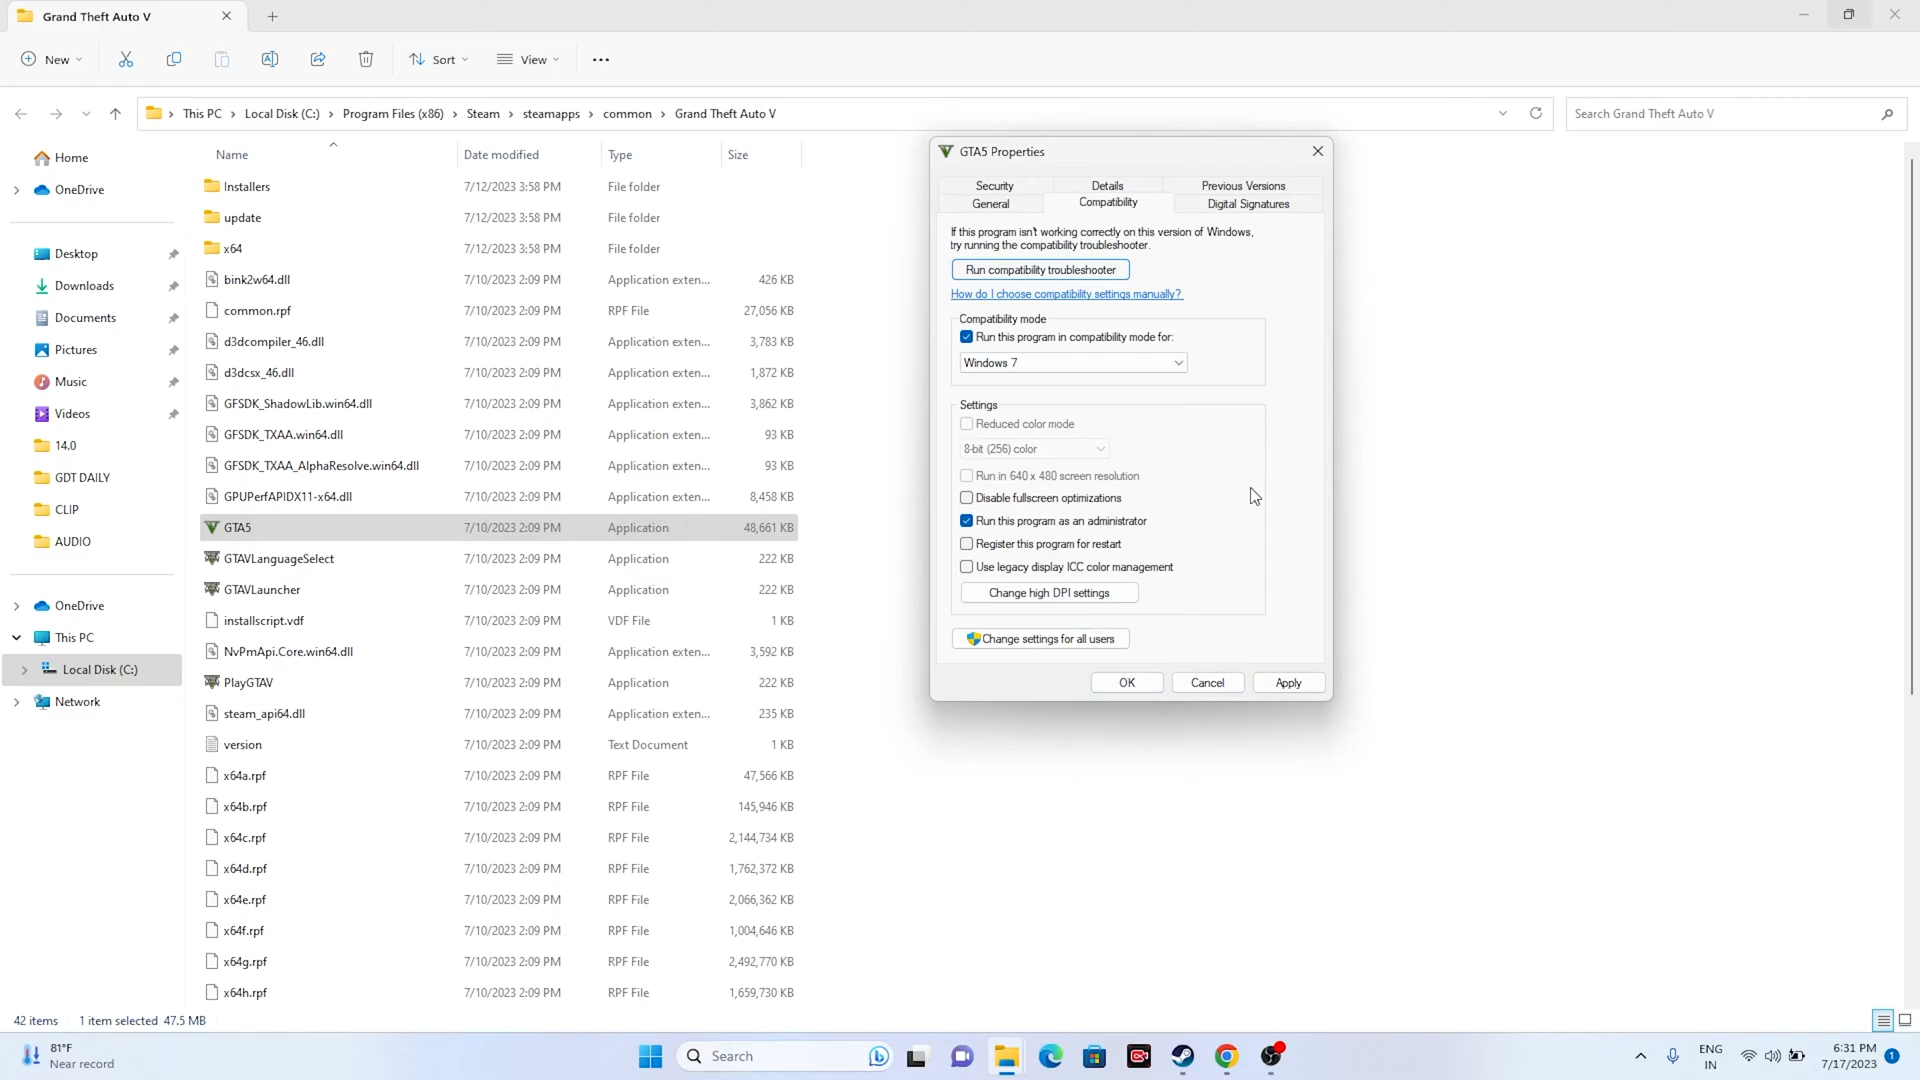 Grand Theft Auto V
New
Sort
View
This PC
Local Disk (C:)
Program Files (x86)
Steam
steamapps
common
Grand Theft Auto V
Search Grand Theft Auto V
Home
OneDrive
Desktop
Downloads
Documents
Pictures
Music
Videos
14.0
GDT DAILY
CLIP
AUDIO
OneDrive
This PC
Local Disk (C:)
Network
Name Date modified Type Size
Installers 7/12/2023 3:58 PM File folder
update 7/12/2023 3:58 PM File folder
x64 7/12/2023 3:58 PM File folder
bink2w64.dll 7/10/2023 2:09 PM Application exten... 426 KB
common.rpf 7/10/2023 2:09 PM RPF File 27,056 KB
d3dcompiler_46.dll 7/10/2023 2:09 PM Application exten... 3,783 KB
d3dcsx_46.dll 7/10/2023 2:09 PM Application exten... 1,872 KB
GFSDK_ShadowLib.win64.dll 7/10/2023 2:09 PM Application exten... 3,862 KB
GFSDK_TXAA.win64.dll 7/10/2023 2:09 PM Application exten... 93 KB
GFSDK_TXAA_AlphaResolve.win64.dll 7/10/2023 2:09 PM Application exten... 93 KB
GPUPerfAPIDX11-x64.dll 7/10/2023 2:09 PM Application exten... 8,458 KB
GTA5 7/10/2023 2:09 PM Application 48,661 KB
GTAVLanguageSelect 7/10/2023 2:09 PM Application 222 KB
GTAVLauncher 7/10/2023 2:09 PM Application 222 KB
installscript.vdf 7/10/2023 2:09 PM VDF File 1 KB
NvPmApi.Core.win64.dll 7/10/2023 2:09 PM Application exten... 3,592 KB
PlayGTAV 7/10/2023 2:09 PM Application 222 KB
steam_api64.dll 7/10/2023 2:09 PM Application exten... 235 KB
version 7/10/2023 2:09 PM Text Document 1 KB
x64a.rpf 7/10/2023 2:09 PM RPF File 47,566 KB
x64b.rpf 7/10/2023 2:09 PM RPF File 145,946 KB
x64c.rpf 7/10/2023 2:09 PM RPF File 2,144,734 KB
x64d.rpf 7/10/2023 2:09 PM RPF File 1,762,372 KB
x64e.rpf 7/10/2023 2:09 PM RPF File 2,066,362 KB
x64f.rpf 7/10/2023 2:09 PM RPF File 1,004,646 KB
x64g.rpf 7/10/2023 2:09 PM RPF File 2,492,770 KB
x64h.rpf 7/10/2023 2:09 PM RPF File 1,659,730 KB
GTA5 Properties
Security Details Previous Versions
General Compatibility Digital Signatures
If this program isn't working correctly on this version of Windows,
try running the compatibility troubleshooter.
Run compatibility troubleshooter
How do I choose compatibility settings manually?
Compatibility mode
Run this program in compatibility mode for:
Windows 7
Settings
Reduced color mode
8-bit (256) color
Run in 640 x 480 screen resolution
Disable fullscreen optimizations
Run this program as an administrator
Register this program for restart
Use legacy display ICC color management
Change high DPI settings
Change settings for all users
OK Cancel Apply
42 items 1 item selected 47.5 MB
81°F
Near record
Search
ENG
IN
6:31 PM
7/17/2023
1